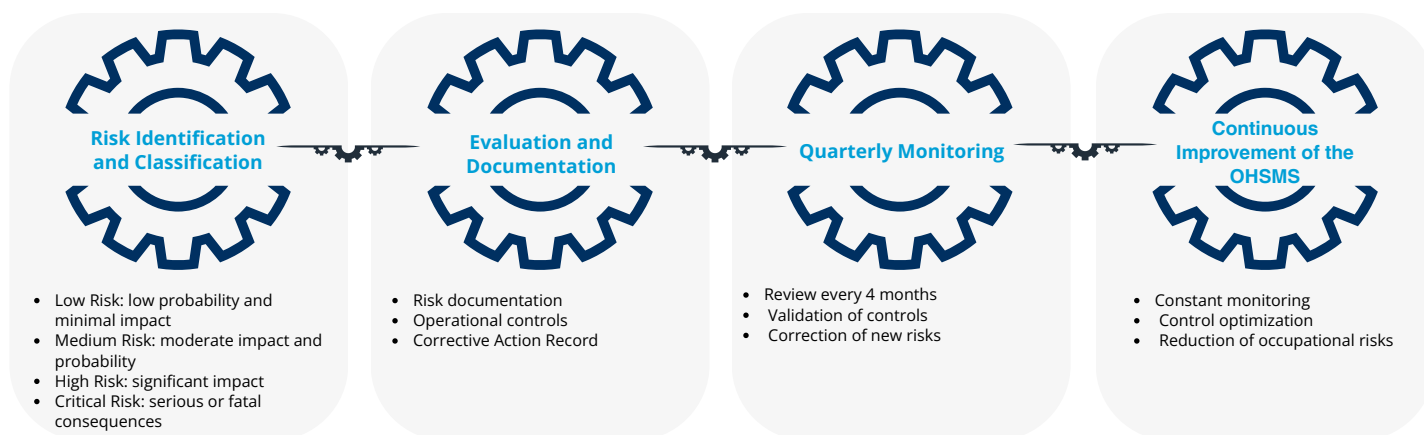 Risk Identification
and Classification
• Low Risk: low probability and
minimal impact
• Medium Risk: moderate impact and
probability
• High Risk: significant impact
• Critical Risk: serious or fatal
consequences
Evaluation and
Documentation
• Risk documentation
• Operational controls
• Corrective Action Record
Quarterly Monitoring
• Review every 4 months
• Validation of controls
• Correction of new risks
Continuous
Improvement of the
OHSMS
• Constant monitoring
• Control optimization
• Reduction of occupational risks